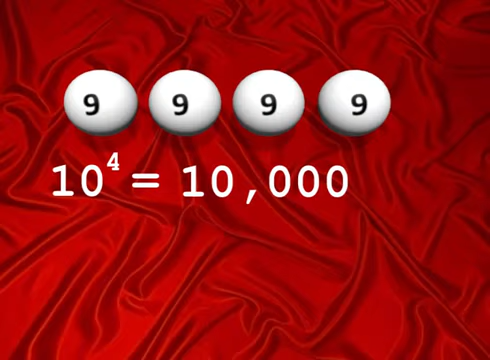 9 9 9 9
10⁴ = 10,000